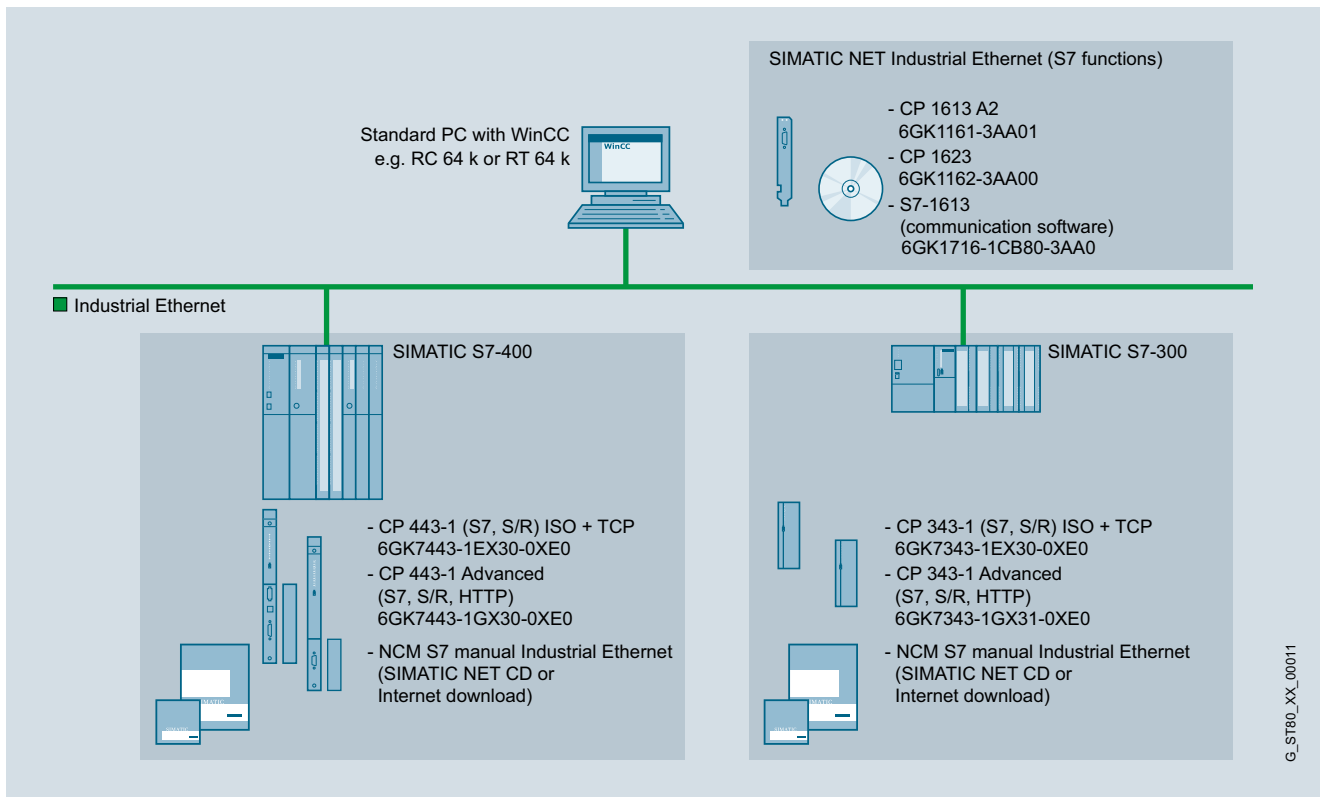 SIMATIC NET Industrial Ethernet (S7 functions)
- CP 1613 A2
6GK1161-3AA01
- CP 1623
6GK1162-3AA00
- S7-1613
(communication software)
6GK1716-1CB80-3AA0
Standard PC with WinCC
e.g. RC 64 k or RT 64 k
WinCC
Industrial Ethernet
SIMATIC S7-400
- CP 443-1 (S7, S/R) ISO + TCP
6GK7443-1EX30-0XE0
- CP 443-1 Advanced
(S7, S/R, HTTP)
6GK7443-1GX30-0XE0
- NCM S7 manual Industrial Ethernet
(SIMATIC NET CD or
Internet download)
SIMATIC
SIMATIC
SIMATIC S7-300
- CP 343-1 (S7, S/R) ISO + TCP
6GK7343-1EX30-0XE0
- CP 343-1 Advanced
(S7, S/R, HTTP)
6GK7343-1GX31-0XE0
- NCM S7 manual Industrial Ethernet
(SIMATIC NET CD or
Internet download)
SIMATIC
SIMATIC
G_ST80_XX_00011